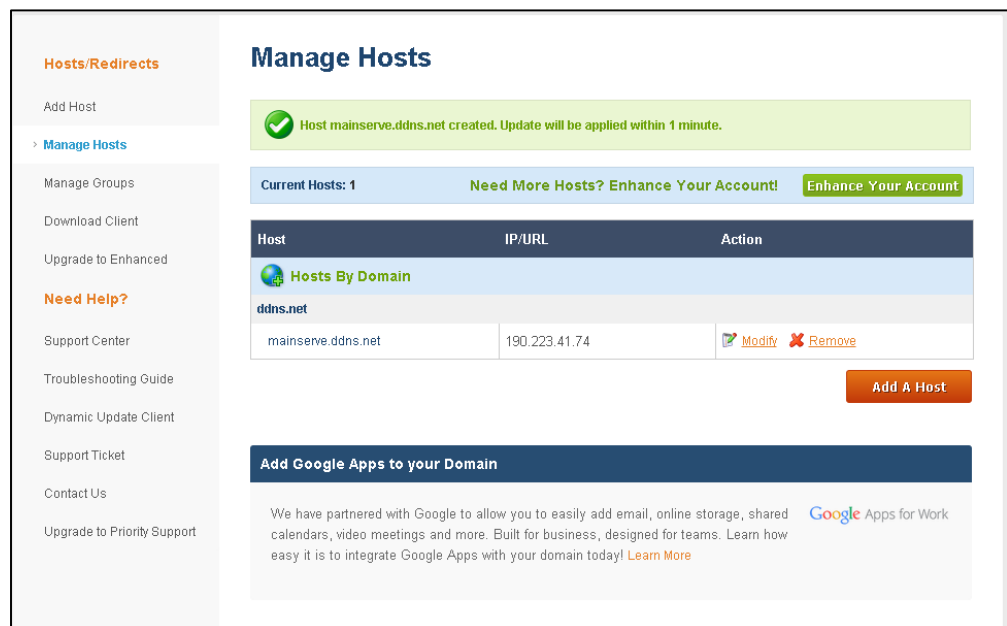 Hosts/Redirects
Add Host
Manage Hosts
Manage Groups
Download Client
Upgrade to Enhanced
Need Help?
Support Center
Troubleshooting Guide
Dynamic Update Client
Support Ticket
Contact Us
Upgrade to Priority Support
Manage Hosts
Host mainserve.ddns.net created. Update will be applied within 1 minute.
Current Hosts: 1 Need More Hosts? Enhance Your Account! Enhance Your Account
Host IP/URL Action
Hosts By Domain
ddns.net
mainserve.ddns.net 190.223.41.74 Modify Remove
Add A Host
Add Google Apps to your Domain
We have partnered with Google to allow you to easily add email, online storage, shared
calendars, video meetings and more. Built for business, designed for teams. Learn how
easy it is to integrate Google Apps with your domain today! Learn More
Google Apps for Work